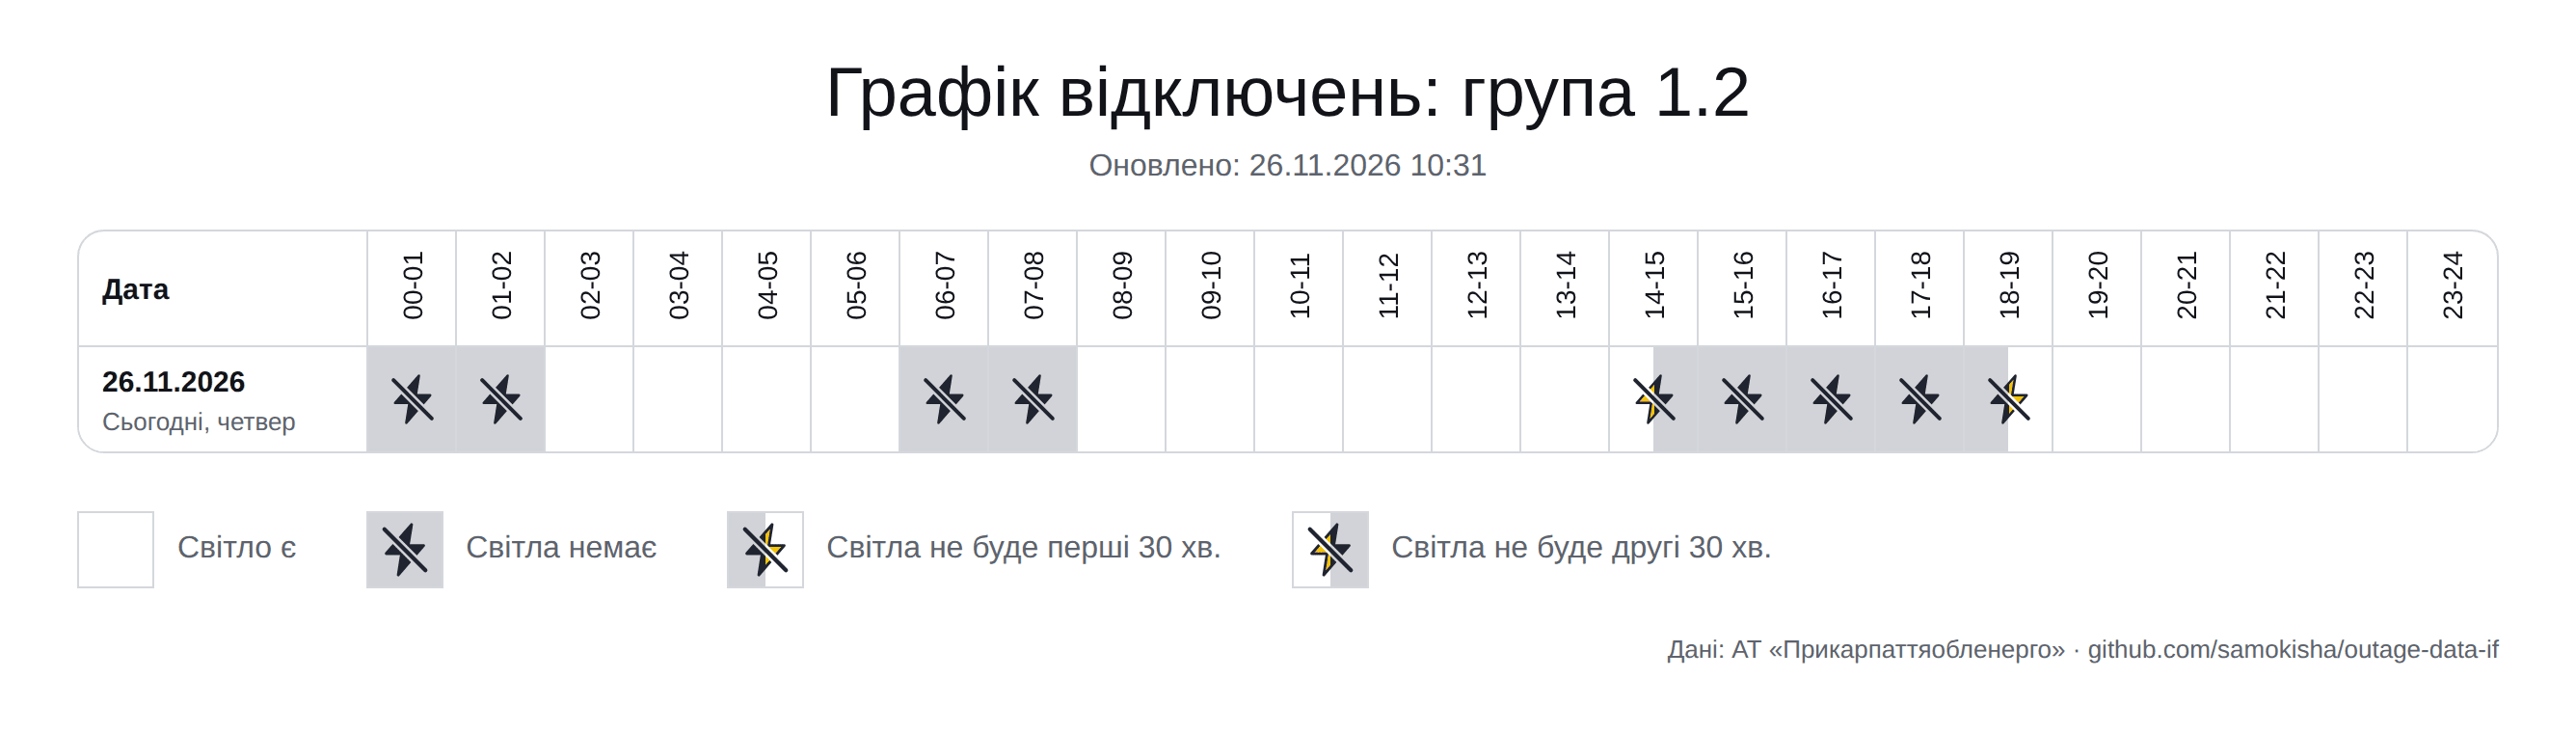 Графік відключень: група 1.2
Оновлено: 26.11.2026 10:31
Дата 00-01 01-02 02-03 03-04 04-05 05-06 06-07 07-08 08-09 09-10 10-11 11-12 12-13 13-14 14-15 15-16 16-17 17-18 18-19 19-20 20-21 21-22 22-23 23-24
26.11.2026
Сьогодні, четвер
Світло є Світла немає Світла не буде перші 30 хв. Світла не буде другі 30 хв.
Дані: АТ «Прикарпаттяобленерго» · github.com/samokisha/outage-data-if